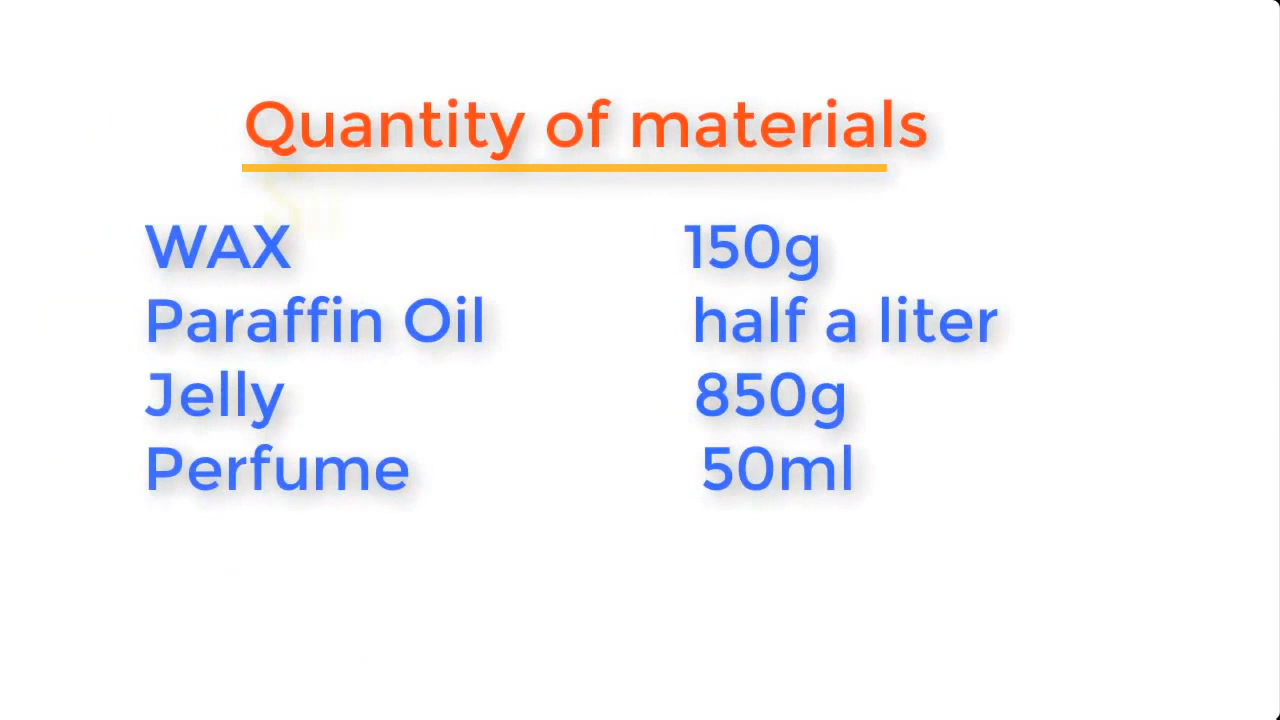 Quantity of materials
WAX 150g
Paraffin Oil half a liter
Jelly 850g
Perfume 50ml